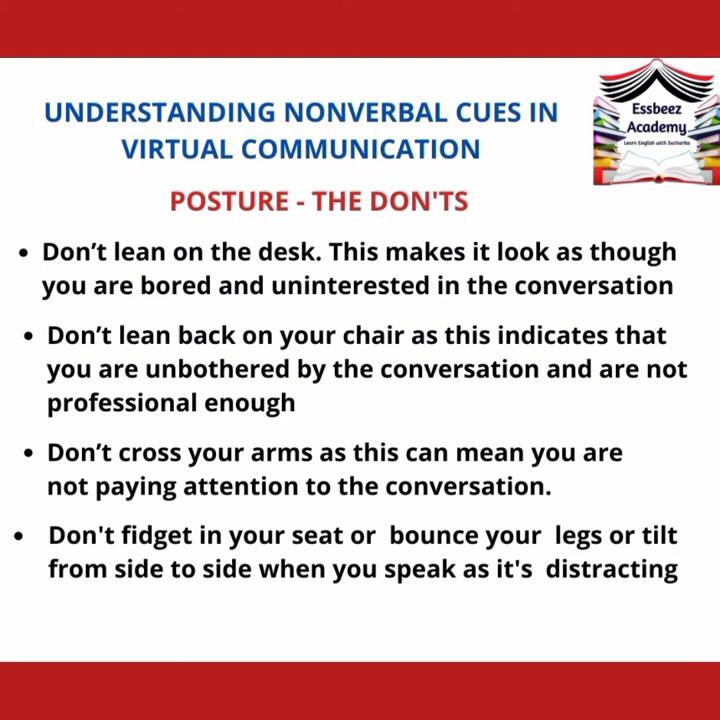 Essbeez
Academy
Learn English with Sucharita
UNDERSTANDING NONVERBAL CUES IN
VIRTUAL COMMUNICATION
POSTURE - THE DON'TS
• Don’t lean on the desk. This makes it look as though
you are bored and uninterested in the conversation
• Don’t lean back on your chair as this indicates that
you are unbothered by the conversation and are not
professional enough
• Don’t cross your arms as this can mean you are
not paying attention to the conversation.
• Don't fidget in your seat or bounce your legs or tilt
from side to side when you speak as it's distracting